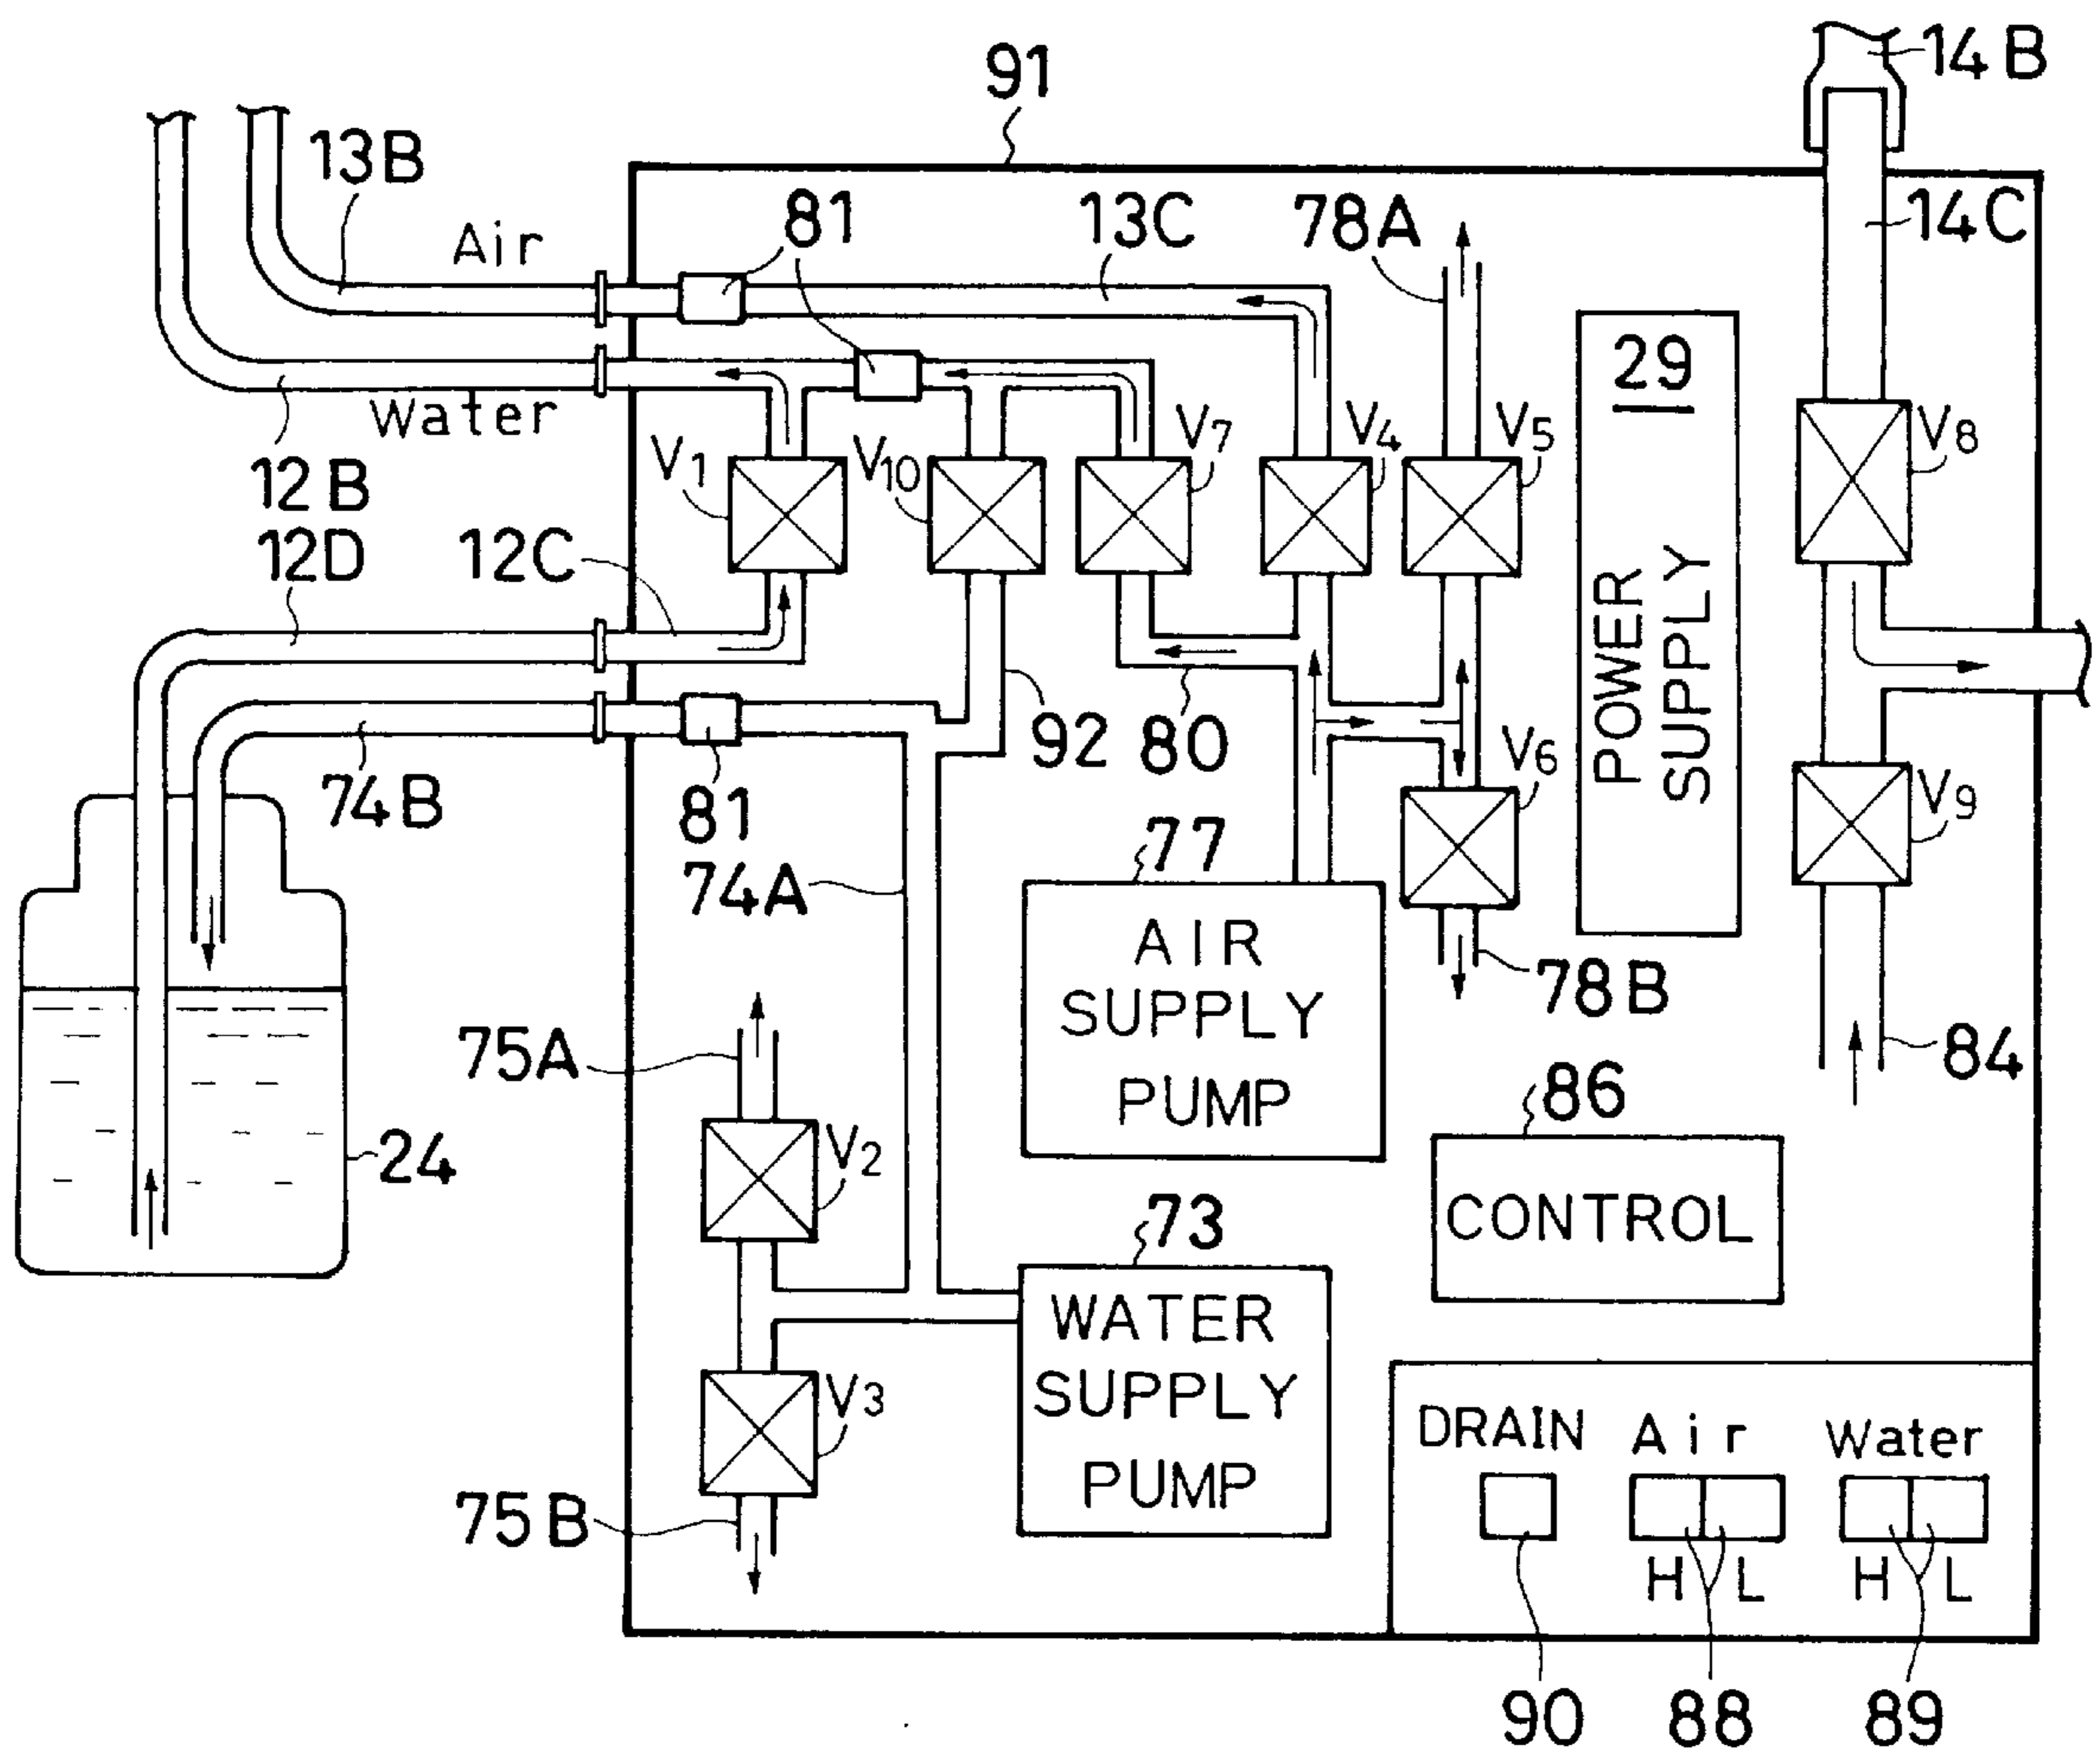 14B
91
13B
81
13C
78A
14C
Air
29
Water
V1
V10
V7
V4
V5
V8
12B
12D
12C
POWER
SUPPLY
92
80
V6
V9
74B
81
77
74A
AIR
SUPPLY
PUMP
78B
75A
84
86
V2
24
73
CONTROL
WATER
SUPPLY
PUMP
V3
DRAIN Air Water
75B
H L H L
90 88 89